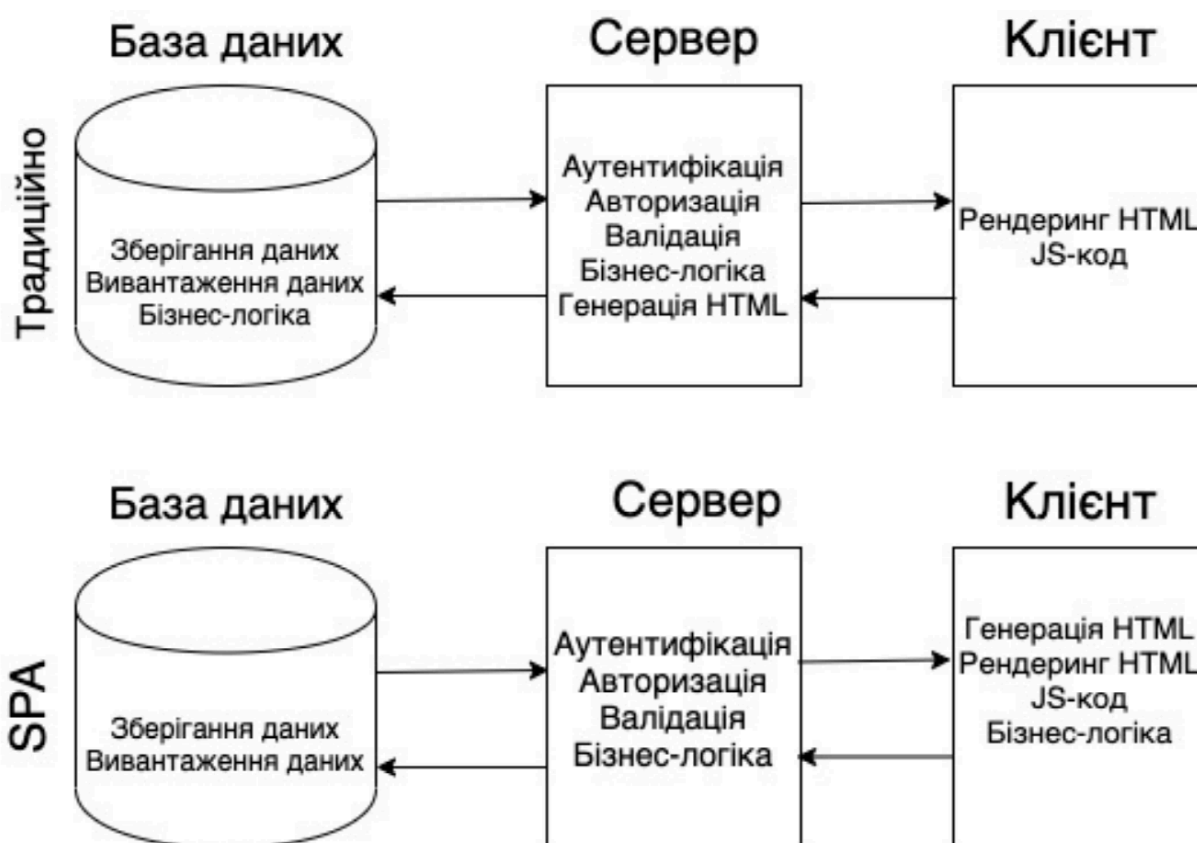 База даних
Сервер
Клієнт
Традиційно
Зберігання даних
Вивантаження даних
Бізнес-логіка
Аутентифікація
Авторизація
Валідація
Бізнес-логіка
Генерація HTML
Рендеринг HTML
JS-код
База даних
Сервер
Клієнт
SPA
Зберігання даних
Вивантаження даних
Аутентифікація
Авторизація
Валідація
Бізнес-логіка
Генерація HTML
Рендеринг HTML
JS-код
Бізнес-логіка